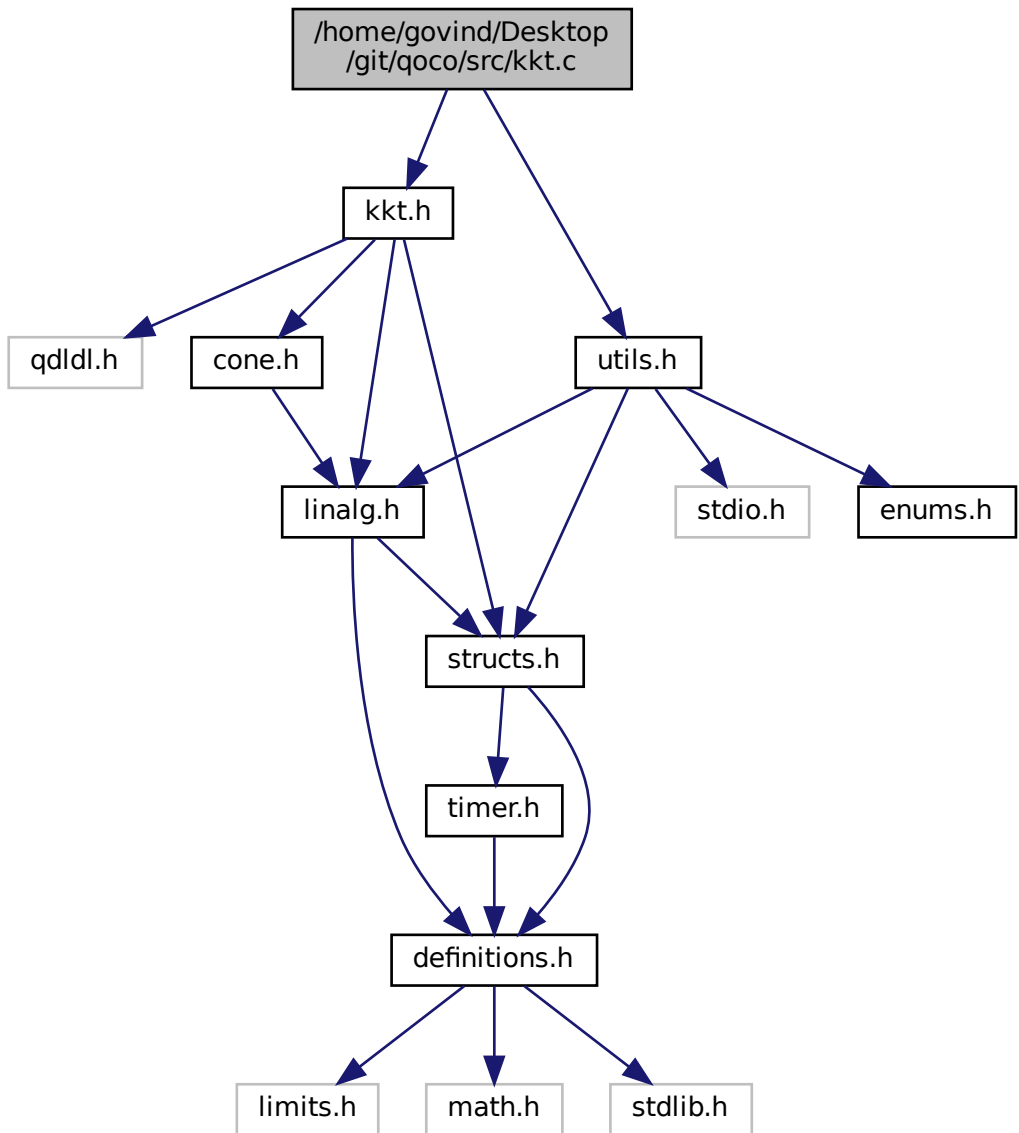 /home/govind/Desktop
/git/qoco/src/kkt.c
kkt.h
qdldl.h
cone.h
utils.h
linalg.h
stdio.h
enums.h
structs.h
timer.h
definitions.h
limits.h
math.h
stdlib.h